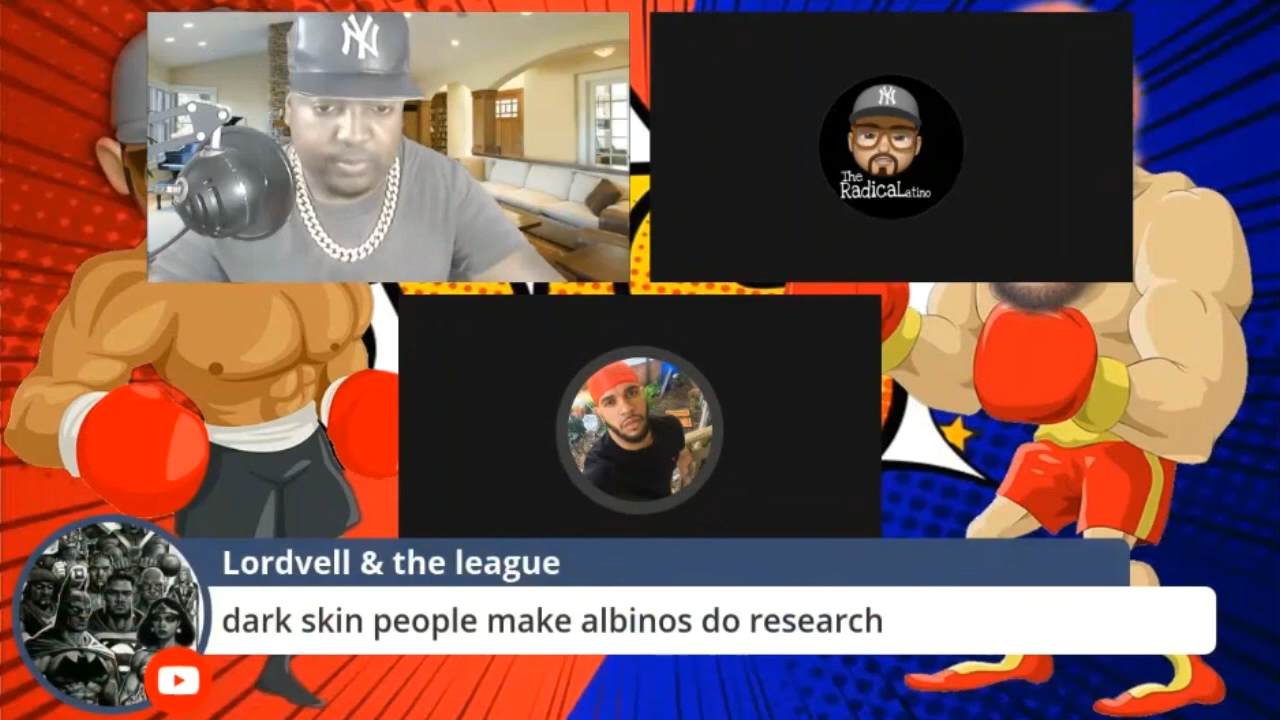 NY
NY
The
RadicaLatino
Lordvell & the league
dark skin people make albinos do research